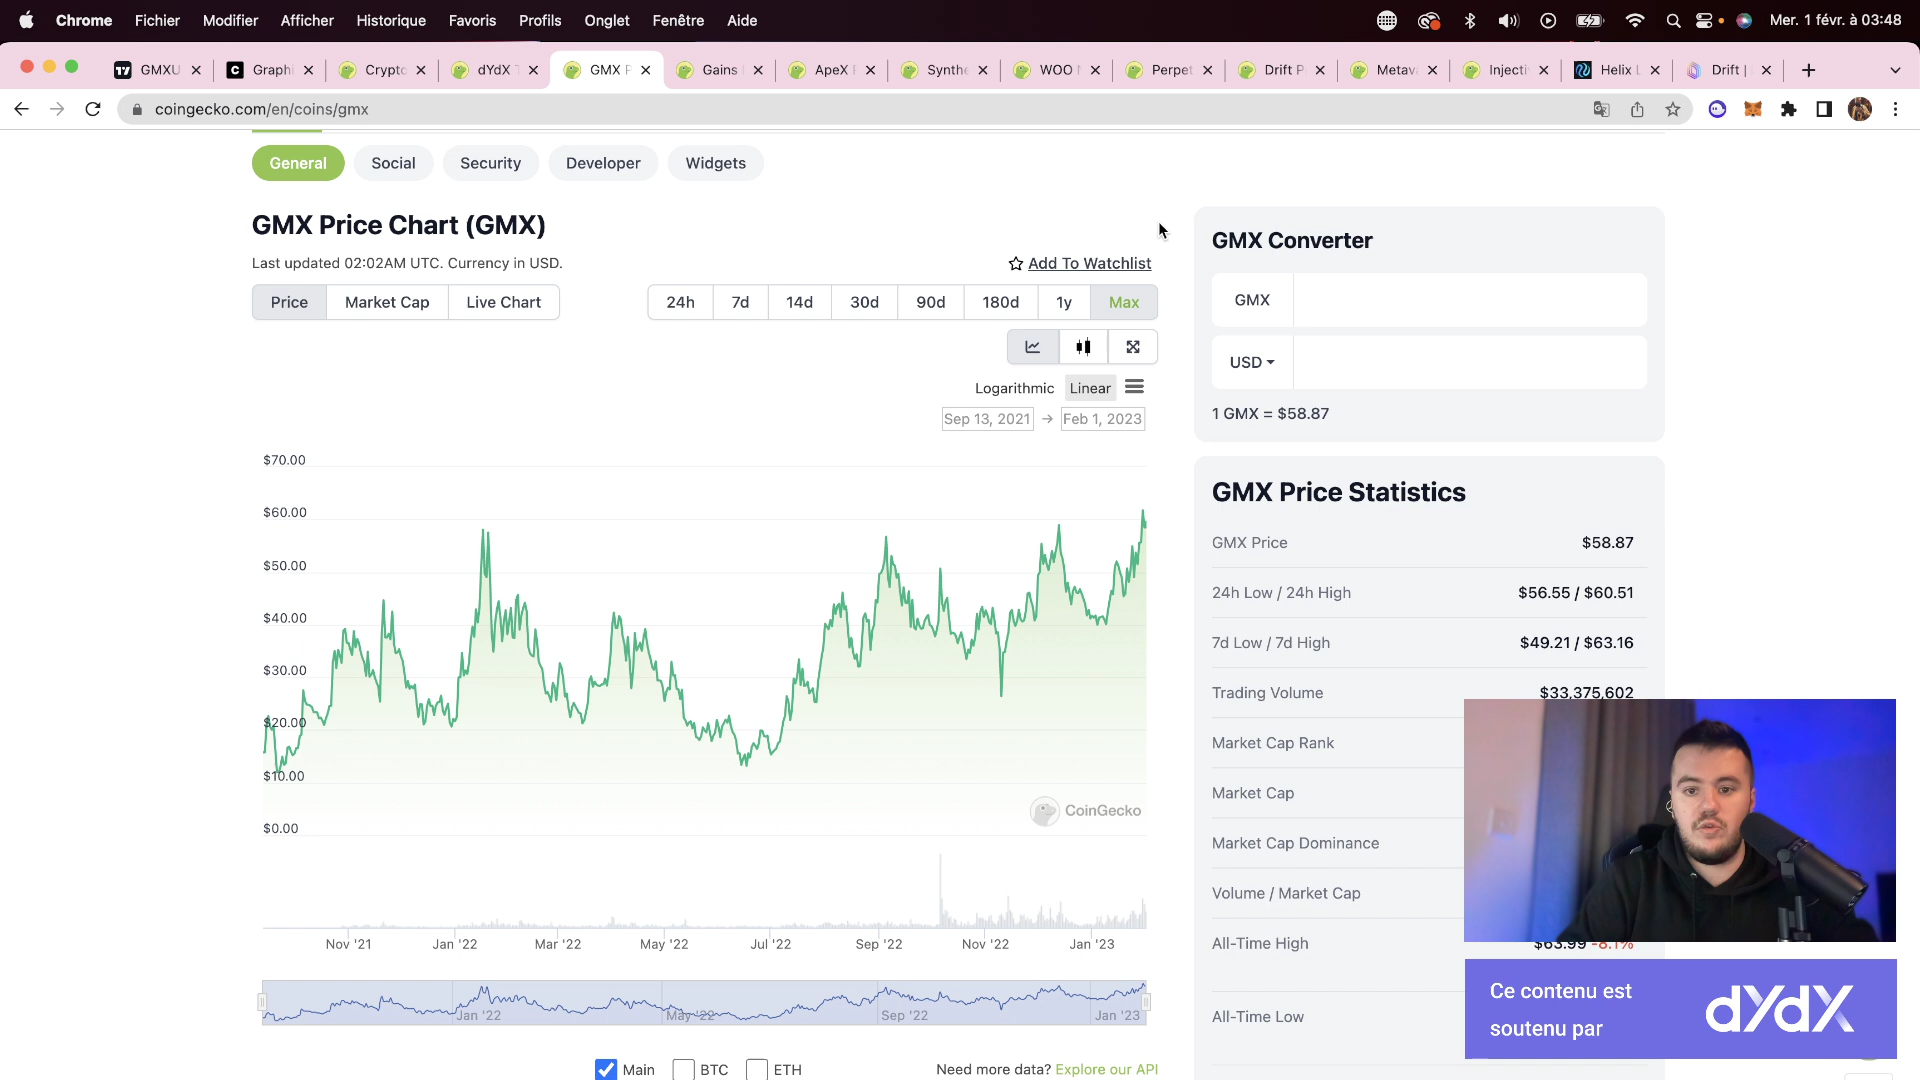 Chrome Fichier Modifier Afficher Historique Favoris Profils Onglet Fenêtre Aide Mer. 1 févr. à 03:48
GMXU Graphi Crypto dYdX T GMX P Gains ApeX P Synthe WOO N Perpet Drift P Metava Injecti Helix L Drift |
coingecko.com/en/coins/gmx
General Social Security Developer Widgets
GMX Price Chart (GMX)
Last updated 02:02AM UTC. Currency in USD.
Add To Watchlist
Price Market Cap Live Chart
24h 7d 14d 30d 90d 180d 1y Max
Logarithmic Linear
Sep 13, 2021 → Feb 1, 2023
$70.00
$60.00
$50.00
$40.00
$30.00
$20.00
$10.00
$0.00
CoinGecko
Nov '21 Jan '22 Mar '22 May '22 Jul '22 Sep '22 Nov '22 Jan '23
Jan '22 May '22 Sep '22 Jan '23
Main BTC ETH
Need more data? Explore our API
GMX Converter
GMX
USD
1 GMX = $58.87
GMX Price Statistics
GMX Price $58.87
24h Low / 24h High $56.55 / $60.51
7d Low / 7d High $49.21 / $63.16
Trading Volume $33,375,602
Market Cap Rank
Market Cap
Market Cap Dominance
Volume / Market Cap
All-Time High $63.99 -8.1%
All-Time Low
Ce contenu est
soutenu par
dYdX